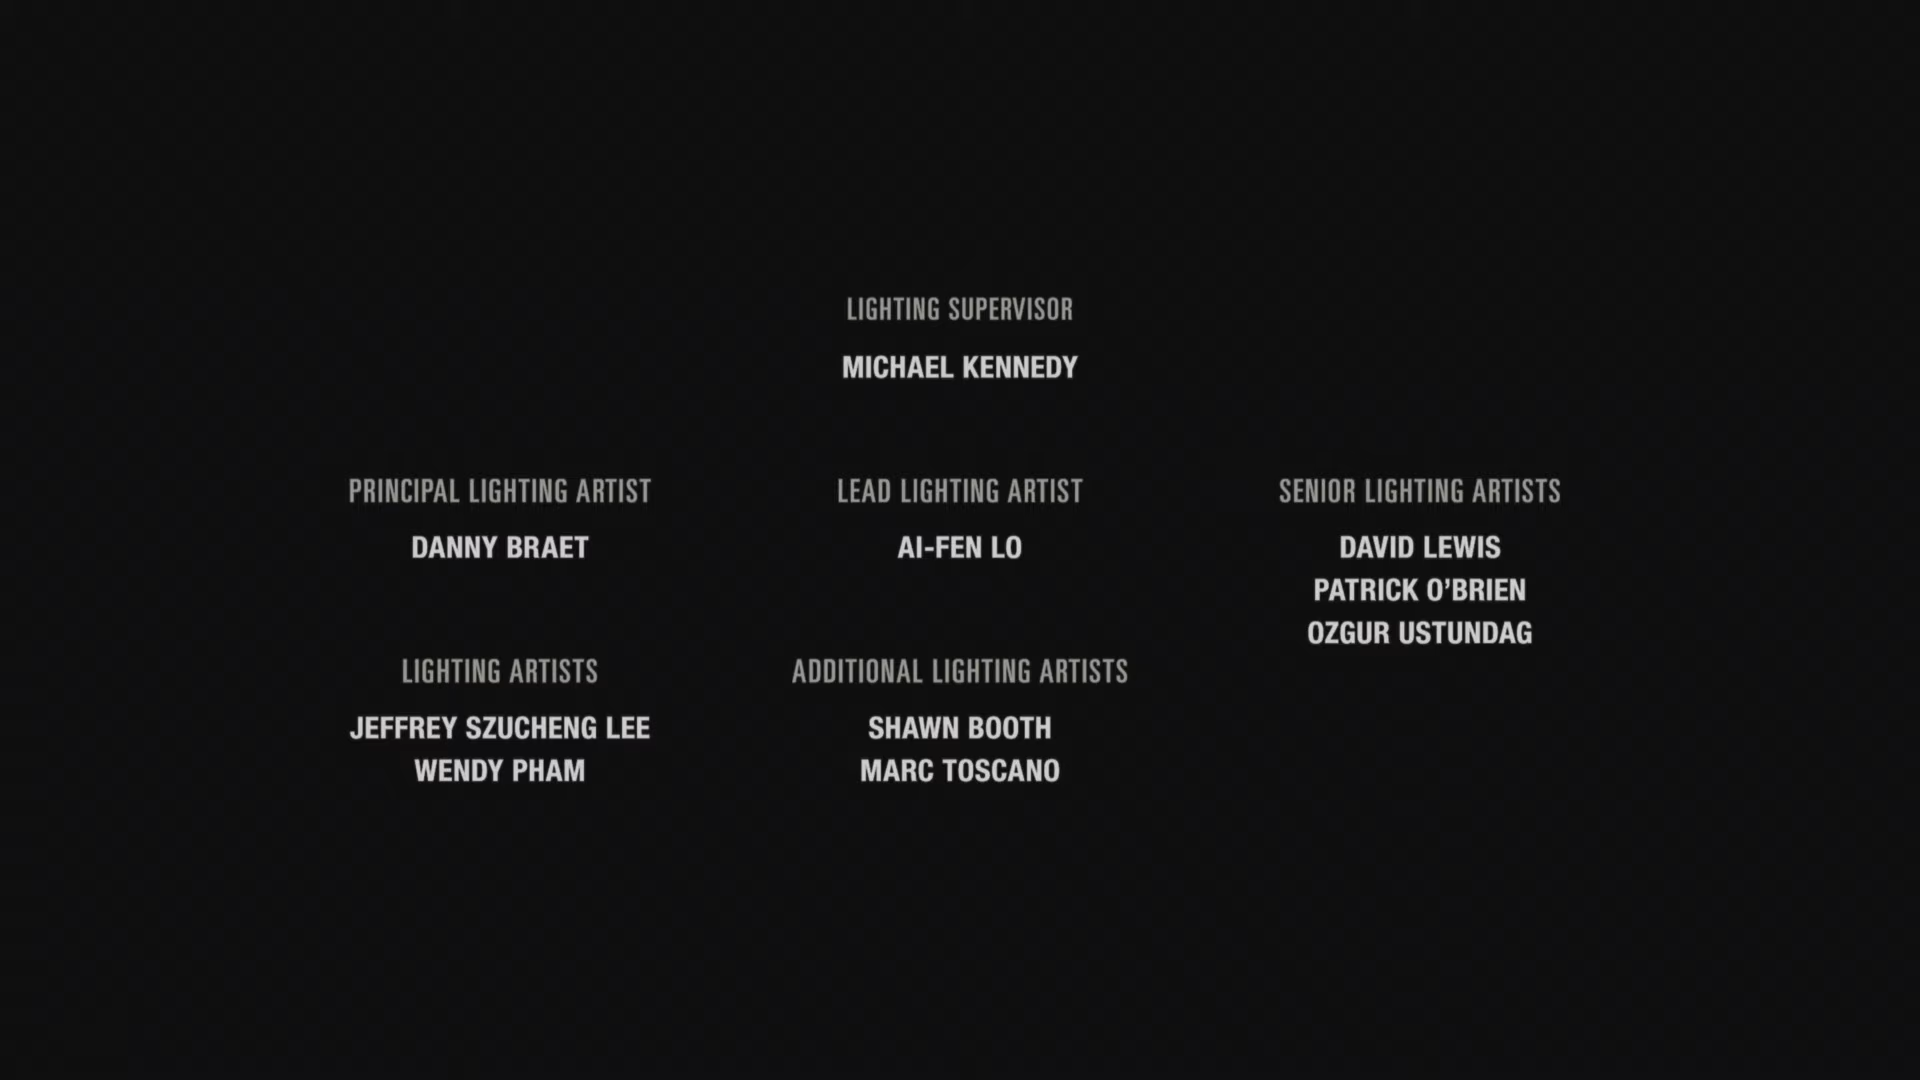 LIGHTING SUPERVISOR
MICHAEL KENNEDY
PRINCIPAL LIGHTING ARTIST
DANNY BRAET
LEAD LIGHTING ARTIST
AI-FEN LO
SENIOR LIGHTING ARTISTS
DAVID LEWIS
PATRICK O’BRIEN
OZGUR USTUNDAG
LIGHTING ARTISTS
JEFFREY SZUCHENG LEE
WENDY PHAM
ADDITIONAL LIGHTING ARTISTS
SHAWN BOOTH
MARC TOSCANO